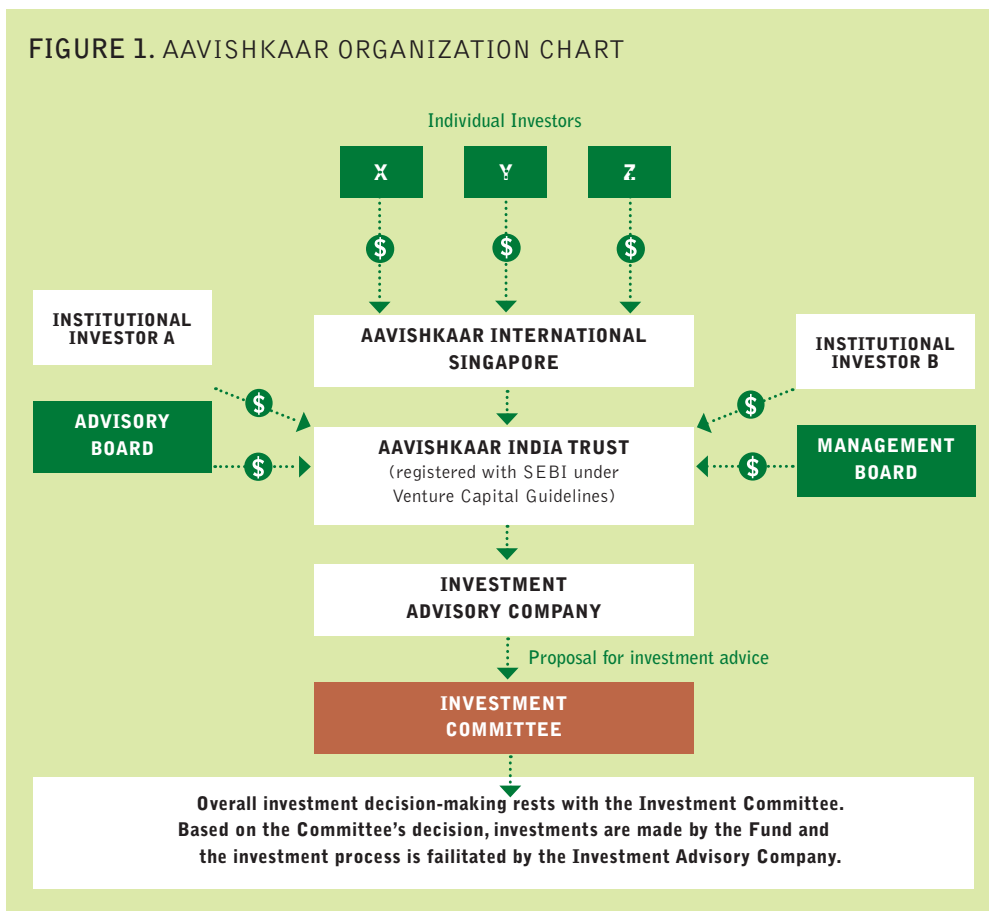 FIGURE 1. AAVISHKAAR ORGANIZATION CHART
Individual Investors
X
Y
Z
$
$
$
INSTITUTIONAL
INVESTOR A
AAVISHKAAR INTERNATIONAL
SINGAPORE
INSTITUTIONAL
INVESTOR B
$
$
ADVISORY
BOARD
AAVISHKAAR INDIA TRUST
(registered with SEBI under
Venture Capital Guidelines)
MANAGEMENT
BOARD
$
$
INVESTMENT
ADVISORY COMPANY
Proposal for investment advice
INVESTMENT
COMMITTEE
Overall investment decision-making rests with the Investment Committee.
Based on the Committee's decision, investments are made by the Fund and
the investment process is failitated by the Investment Advisory Company.